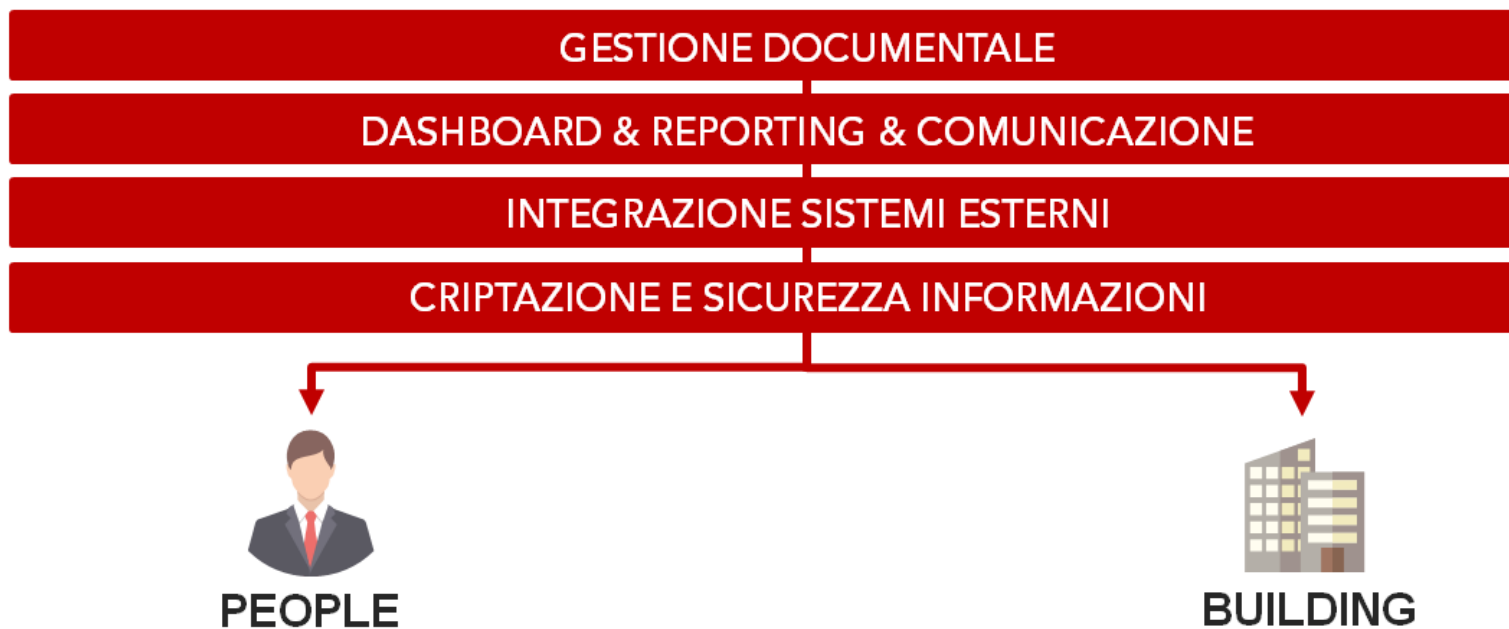 GESTIONE DOCUMENTALE
DASHBOARD & REPORTING & COMUNICAZIONE
INTEGRAZIONE SISTEMI ESTERNI
CRIPTAZIONE E SICUREZZA INFORMAZIONI
PEOPLE
BUILDING